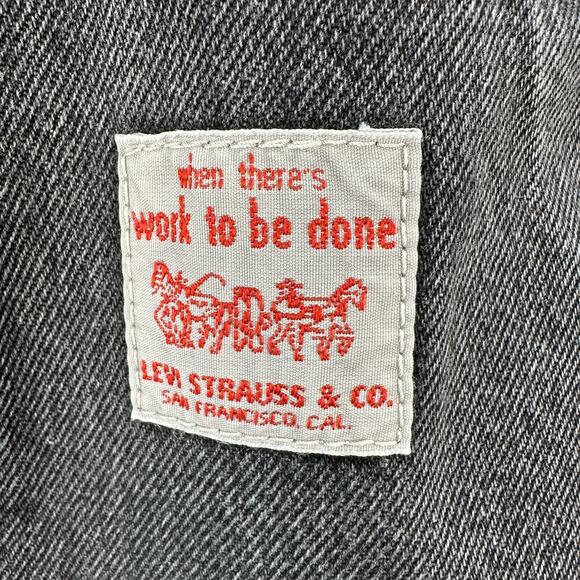 when there's
work to be done
LEVI STRAUSS & CO.
SAN FRANCISCO, CAL.